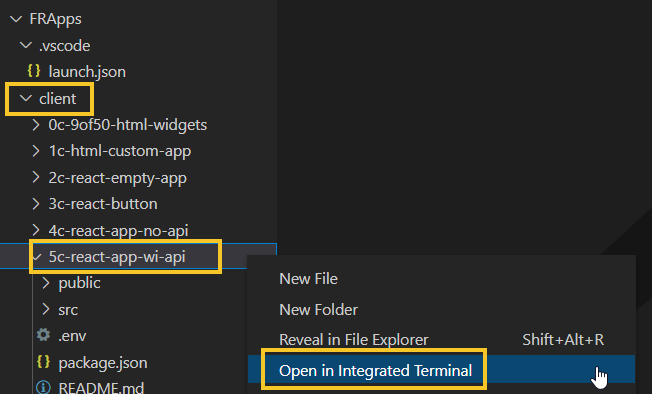 FRApps
.vscode
{} launch.json
client
0c-9of50-html-widgets
1c-html-custom-app
2c-react-empty-app
3c-react-button
4c-react-app-no-api
5c-react-app-wi-api
public
src
.env
{} package.json
README.md
New File
New Folder
Reveal in File Explorer Shift+Alt+R
Open in Integrated Terminal